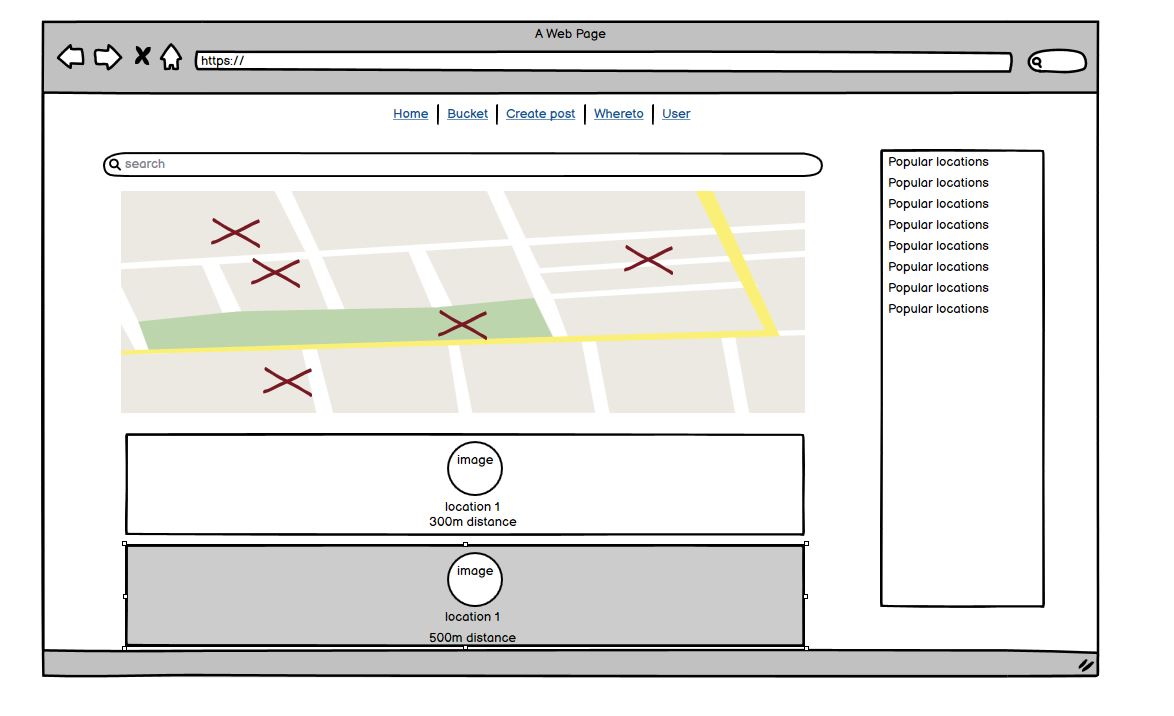 A Web Page
https://
Home Bucket Create post Whereto User
search
Popular locations
Popular locations
Popular locations
Popular locations
Popular locations
Popular locations
Popular locations
Popular locations
image
location 1
300m distance
image
location 1
500m distance